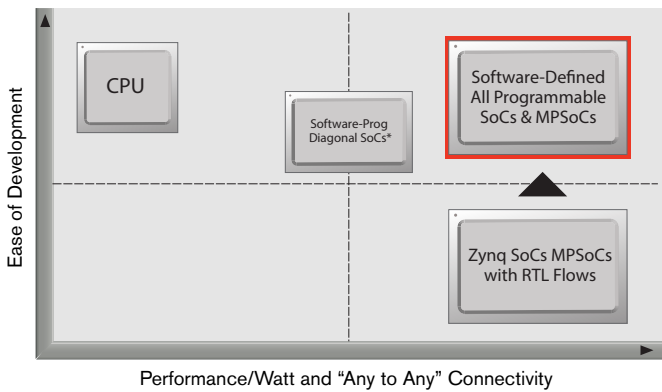 Ease of Development
CPU
Software-Prog
Diagonal SoCs*
Software-Defined
All Programmable
SoCs & MPSoCs
Zynq SoCs MPSoCs
with RTL Flows
Performance/Watt and “Any to Any” Connectivity